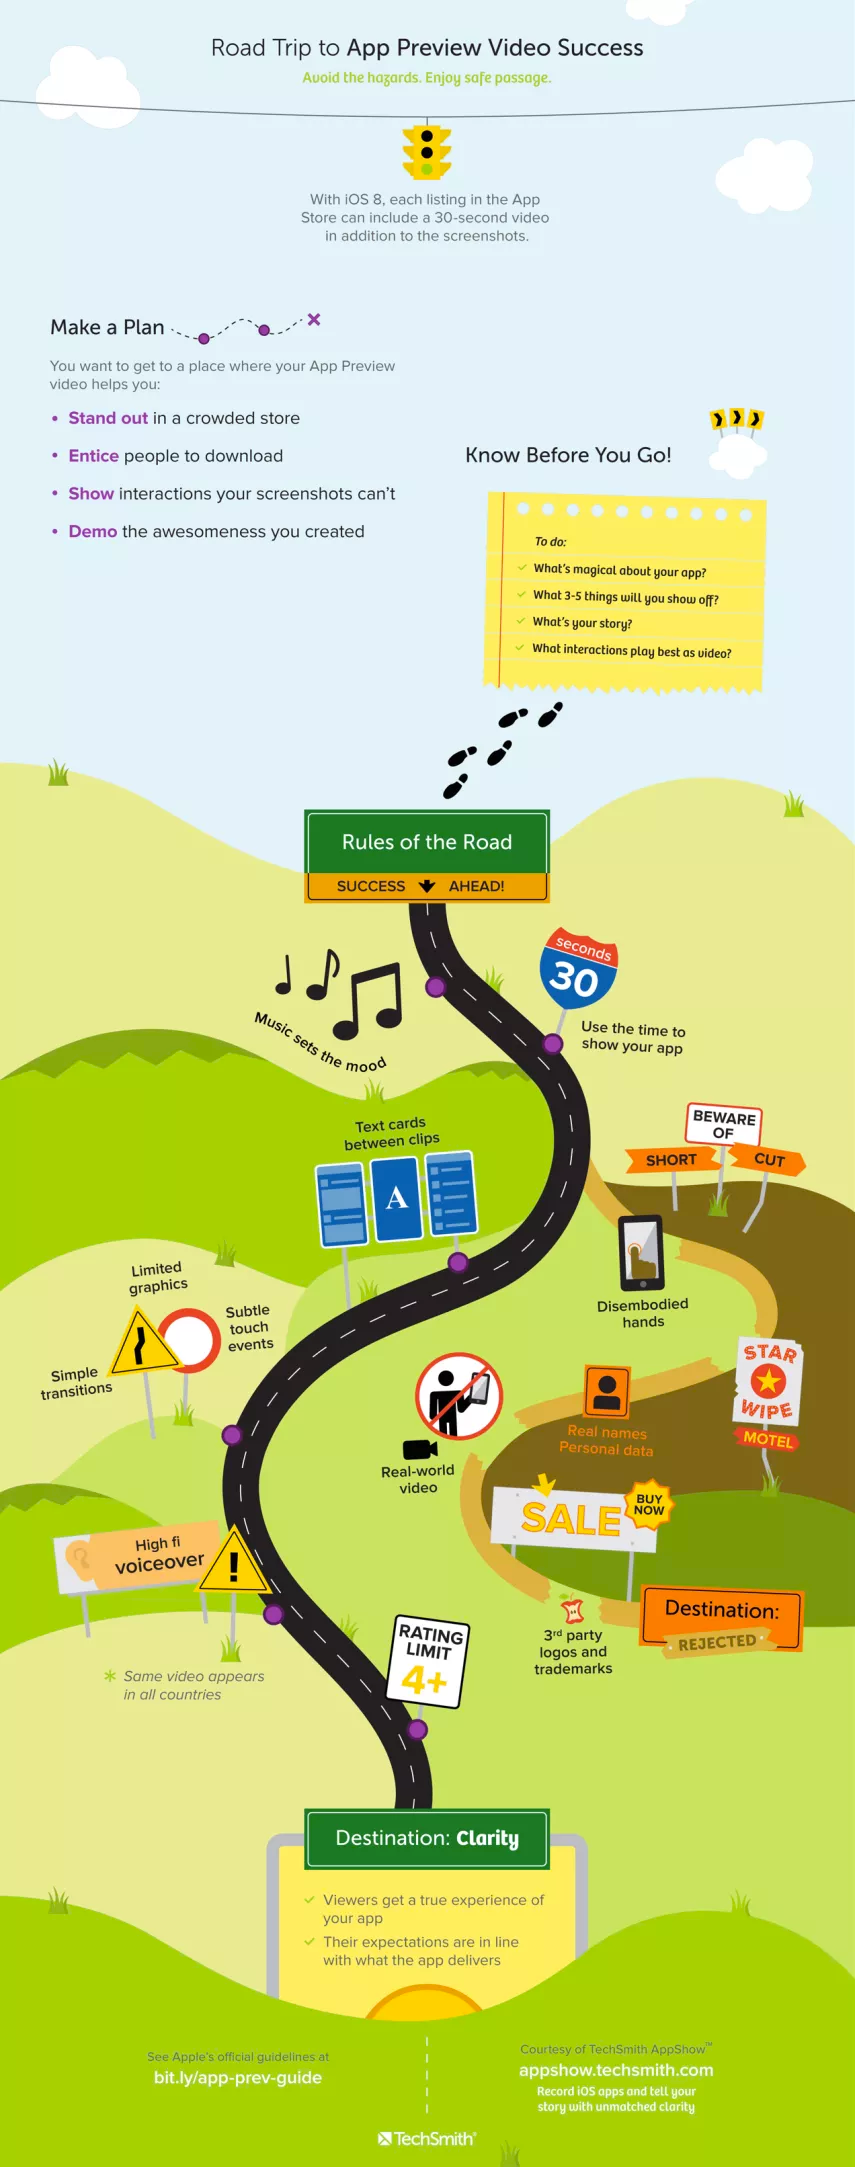 Road Trip to App Preview Video Success
Avoid the hazards. Enjoy safe passage.
With iOS 8, each listing in the App
Store can include a 30-second video
in addition to the screenshots.
Make a Plan
You want to get to a place where your App Preview
video helps you:
• Stand out in a crowded store
• Entice people to download
• Show interactions your screenshots can't
• Demo the awesomeness you created
Know Before You Go!
To do:
What's magical about your app?
What 3-5 things will you show off?
What's your story?
What interactions play best as video?
Rules of the Road
SUCCESS AHEAD!
seconds
30
Use the time to
show your app
Music sets the mood
BEWARE
OF
SHORT
CUT
Text cards
between clips
A
Disembodied
hands
Limited
graphics
Subtle
touch
events
Simple
transitions
STAR
WIPE
MOTEL
Real names
Personal data
Real-world
video
SALE
BUY
NOW
High fi
voiceover
!
Destination:
REJECTED
3rd party
logos and
trademarks
RATING
LIMIT
4+
* Same video appears
in all countries
Destination: Clarity
Viewers get a true experience of
your app
Their expectations are in line
with what the app delivers
See Apple's official guidelines at
bit.ly/app-prev-guide
Courtesy of TechSmith AppShow™
appshow.techsmith.com
Record iOS apps and tell your
story with unmatched clarity
TechSmith®